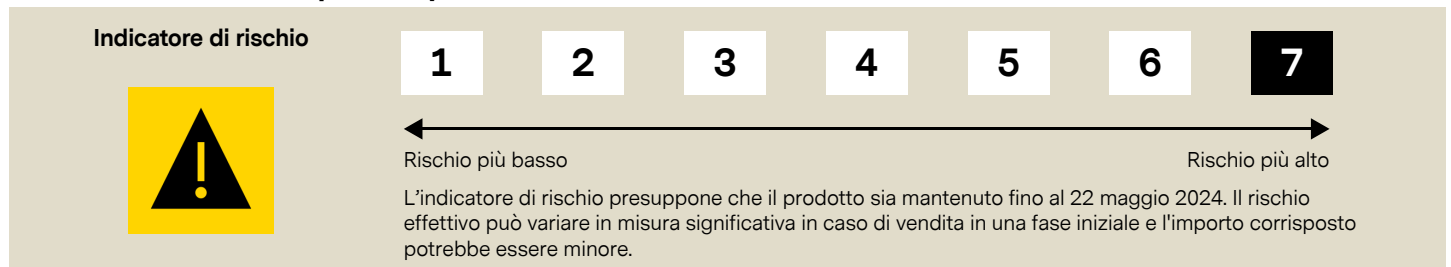 Indicatore di rischio
1 2 3 4 5 6 7
Rischio più basso Rischio più alto
L’indicatore di rischio presuppone che il prodotto sia mantenuto fino al 22 maggio 2024. Il rischio
effettivo può variare in misura significativa in caso di vendita in una fase iniziale e l'importo corrisposto
potrebbe essere minore.